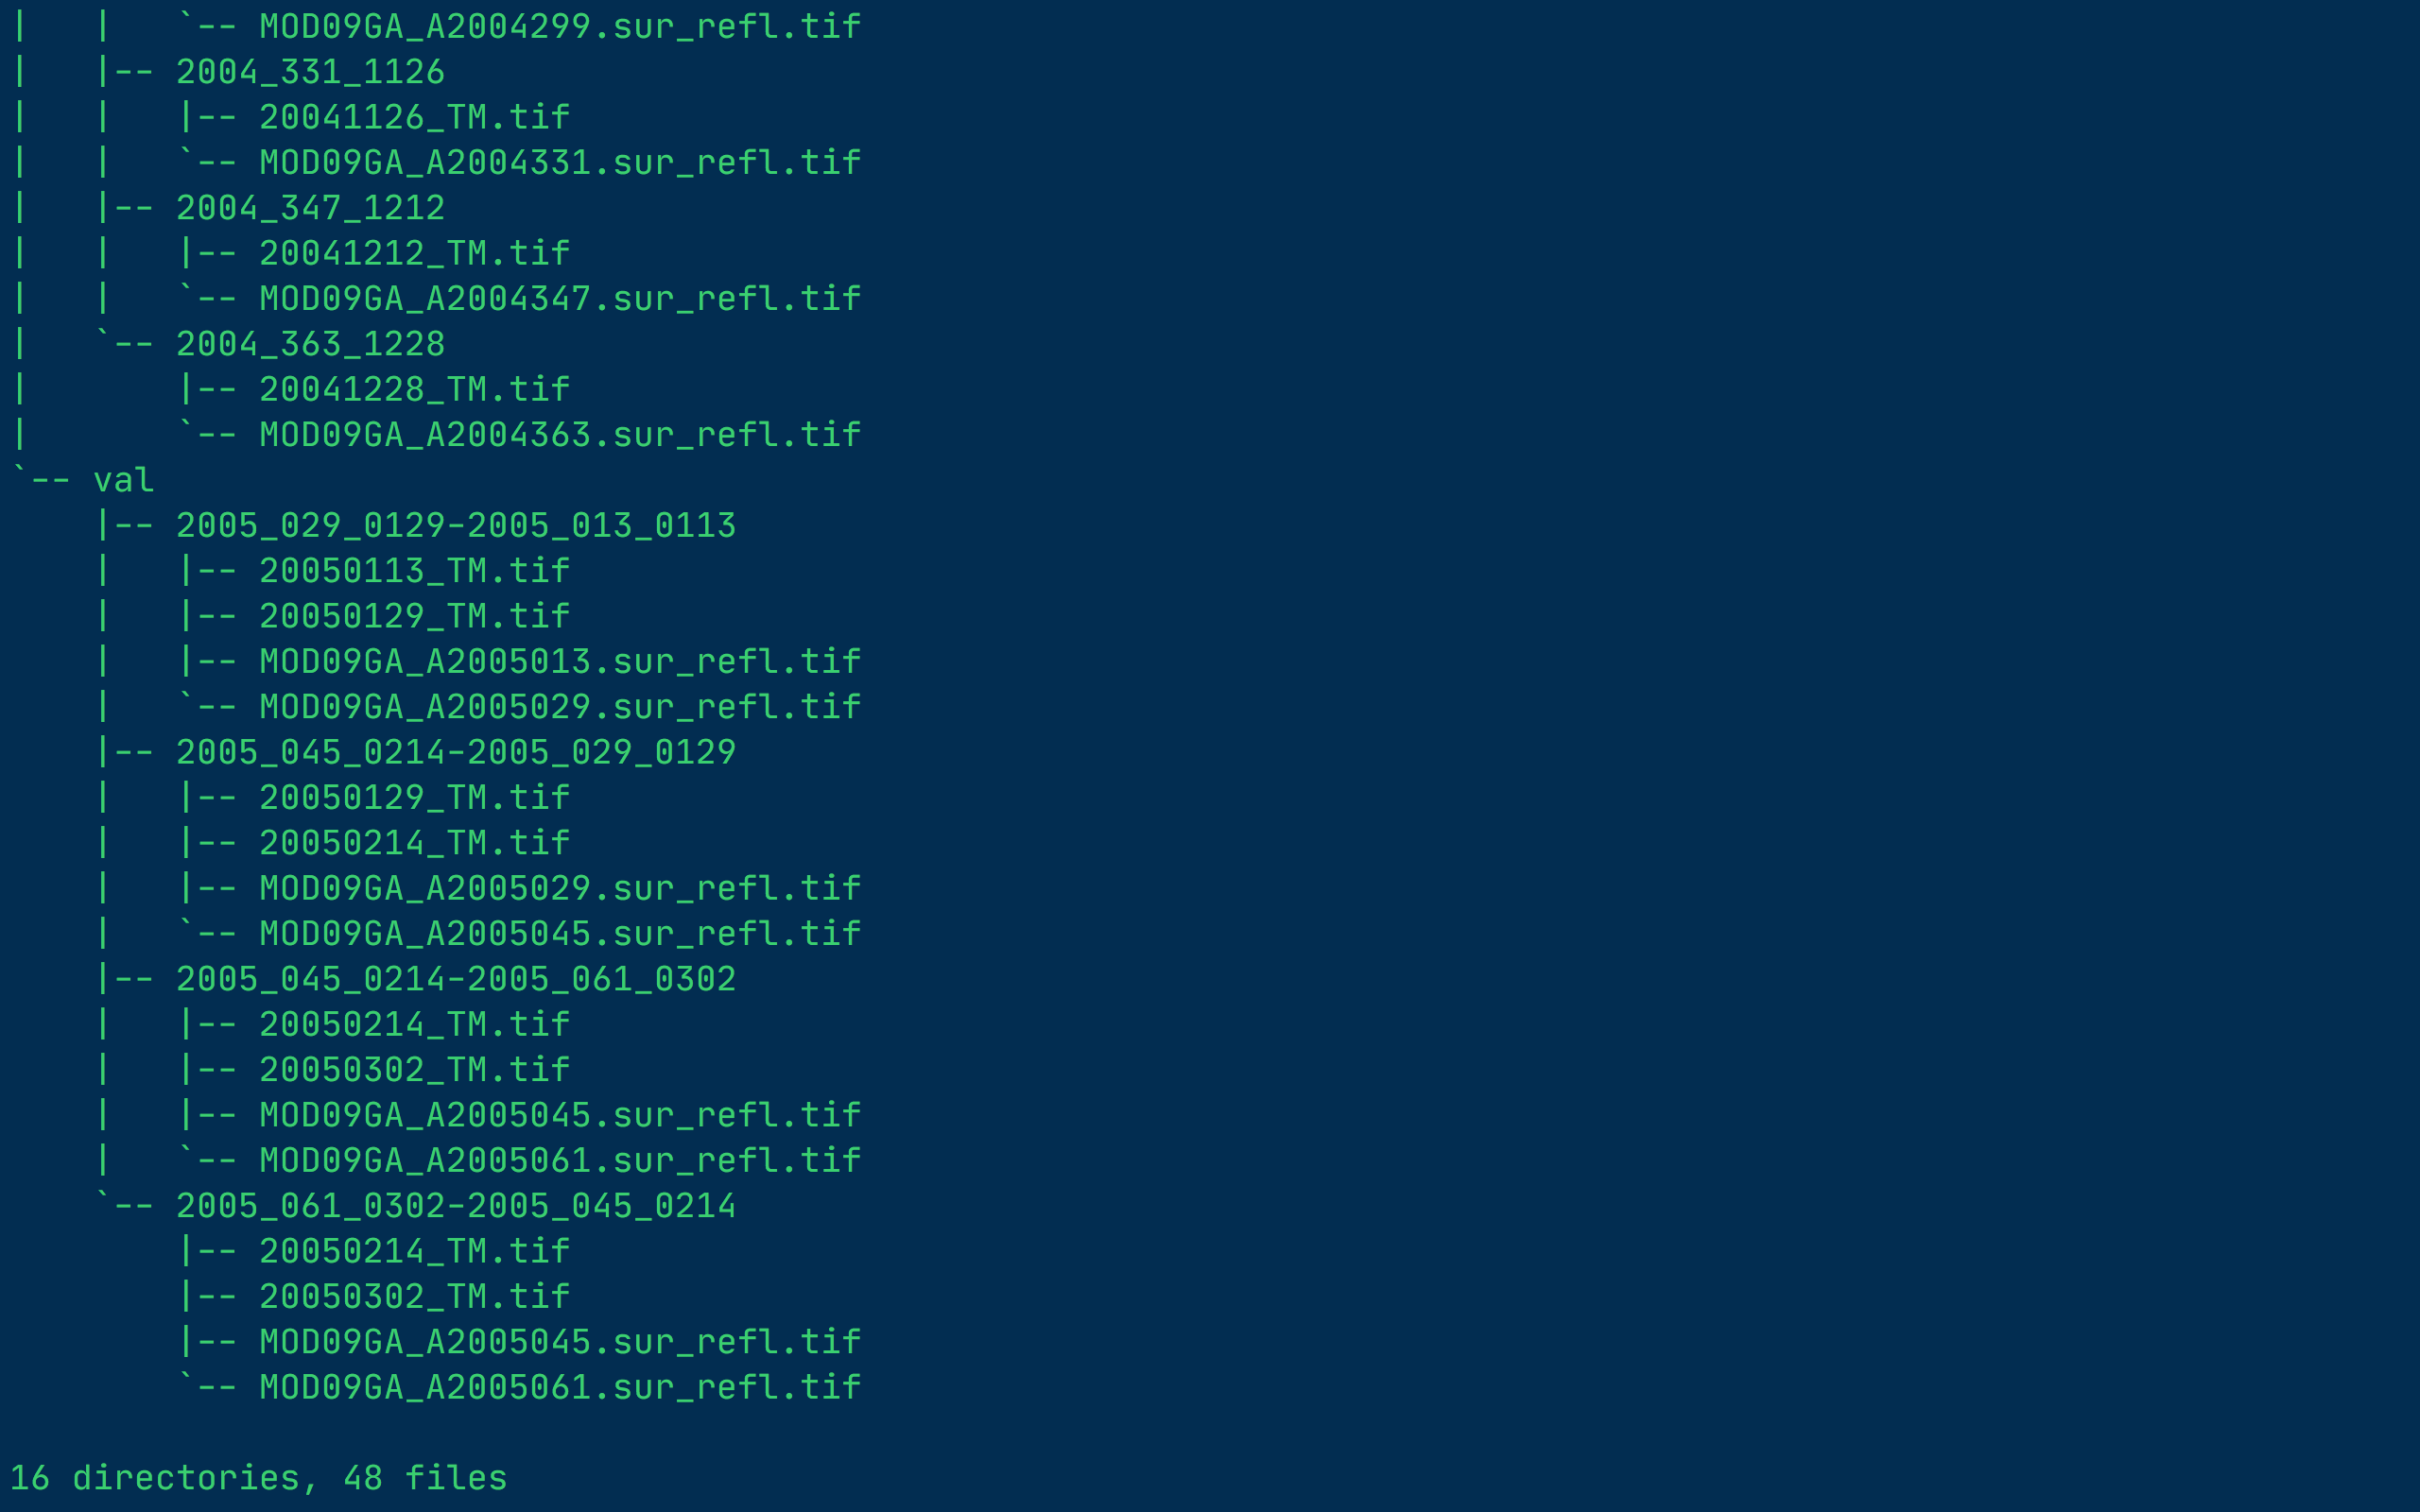 |   |   `-- MOD09GA_A2004299.sur_refl.tif
|   |-- 2004_331_1126
|   |   |-- 20041126_TM.tif
|   |   `-- MOD09GA_A2004331.sur_refl.tif
|   |-- 2004_347_1212
|   |   |-- 20041212_TM.tif
|   |   `-- MOD09GA_A2004347.sur_refl.tif
|   `-- 2004_363_1228
|       |-- 20041228_TM.tif
|       `-- MOD09GA_A2004363.sur_refl.tif
`-- val
    |-- 2005_029_0129-2005_013_0113
    |   |-- 20050113_TM.tif
    |   |-- 20050129_TM.tif
    |   |-- MOD09GA_A2005013.sur_refl.tif
    |   `-- MOD09GA_A2005029.sur_refl.tif
    |-- 2005_045_0214-2005_029_0129
    |   |-- 20050129_TM.tif
    |   |-- 20050214_TM.tif
    |   |-- MOD09GA_A2005029.sur_refl.tif
    |   `-- MOD09GA_A2005045.sur_refl.tif
    |-- 2005_045_0214-2005_061_0302
    |   |-- 20050214_TM.tif
    |   |-- 20050302_TM.tif
    |   |-- MOD09GA_A2005045.sur_refl.tif
    |   `-- MOD09GA_A2005061.sur_refl.tif
    `-- 2005_061_0302-2005_045_0214
        |-- 20050214_TM.tif
        |-- 20050302_TM.tif
        |-- MOD09GA_A2005045.sur_refl.tif
        `-- MOD09GA_A2005061.sur_refl.tif

16 directories, 48 files